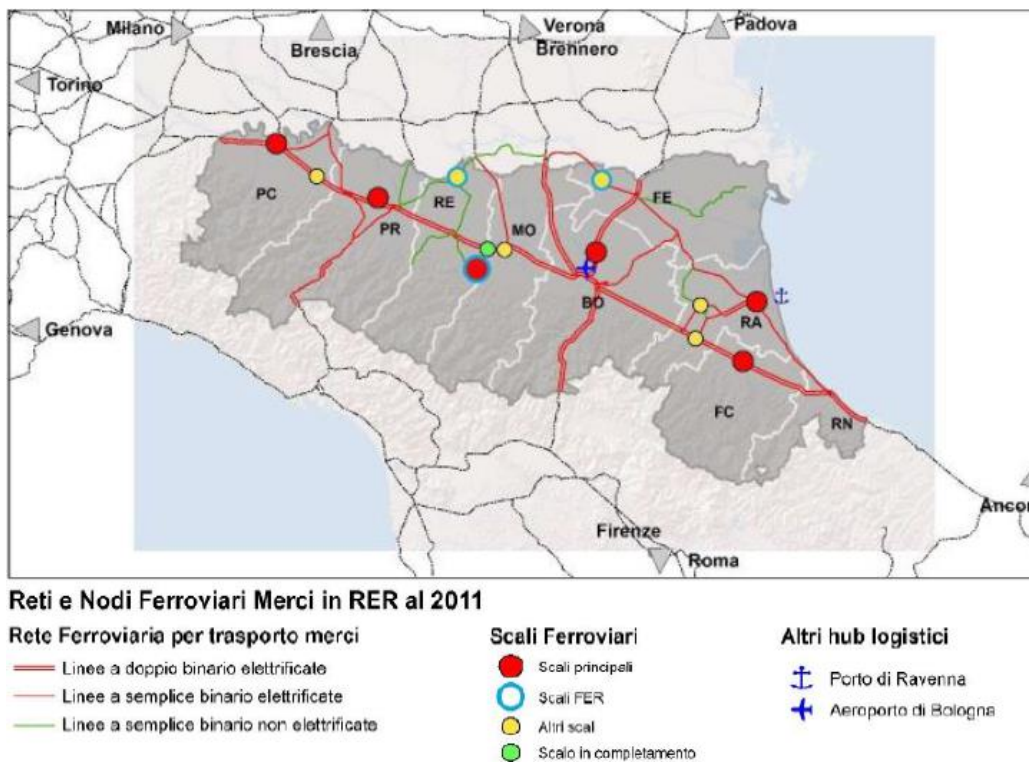 Milano
Brescia
Verona
Brennero
Padova
Torino
PC
PR
RE
MO
FE
BO
RA
FC
RN
Genova
Firenze
Roma
Ancon
Reti e Nodi Ferroviari Merci in RER al 2011
Rete Ferroviaria per trasporto merci
Linee a doppio binario elettrificate
Linee a semplice binario elettrificate
Linee a semplice binario non elettrificate
Scali Ferroviari
Scali principali
Scali FER
Altri scal
Scalo in completamento
Altri hub logistici
Porto di Ravenna
Aeroporto di Bologna